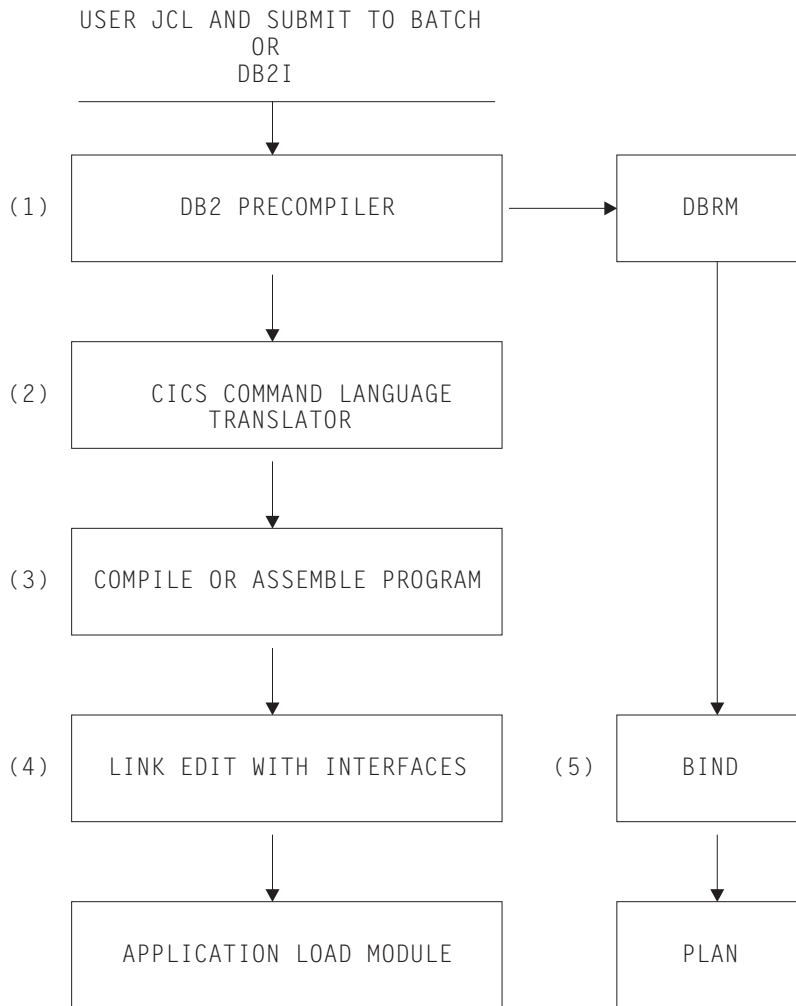 USER JCL AND SUBMIT TO BATCH
OR
DB2I
(1) DB2 PRECOMPILER DBRM
(2) CICS COMMAND LANGUAGE
TRANSLATOR
(3) COMPILE OR ASSEMBLE PROGRAM
(4) LINK EDIT WITH INTERFACES (5) BIND
APPLICATION LOAD MODULE PLAN